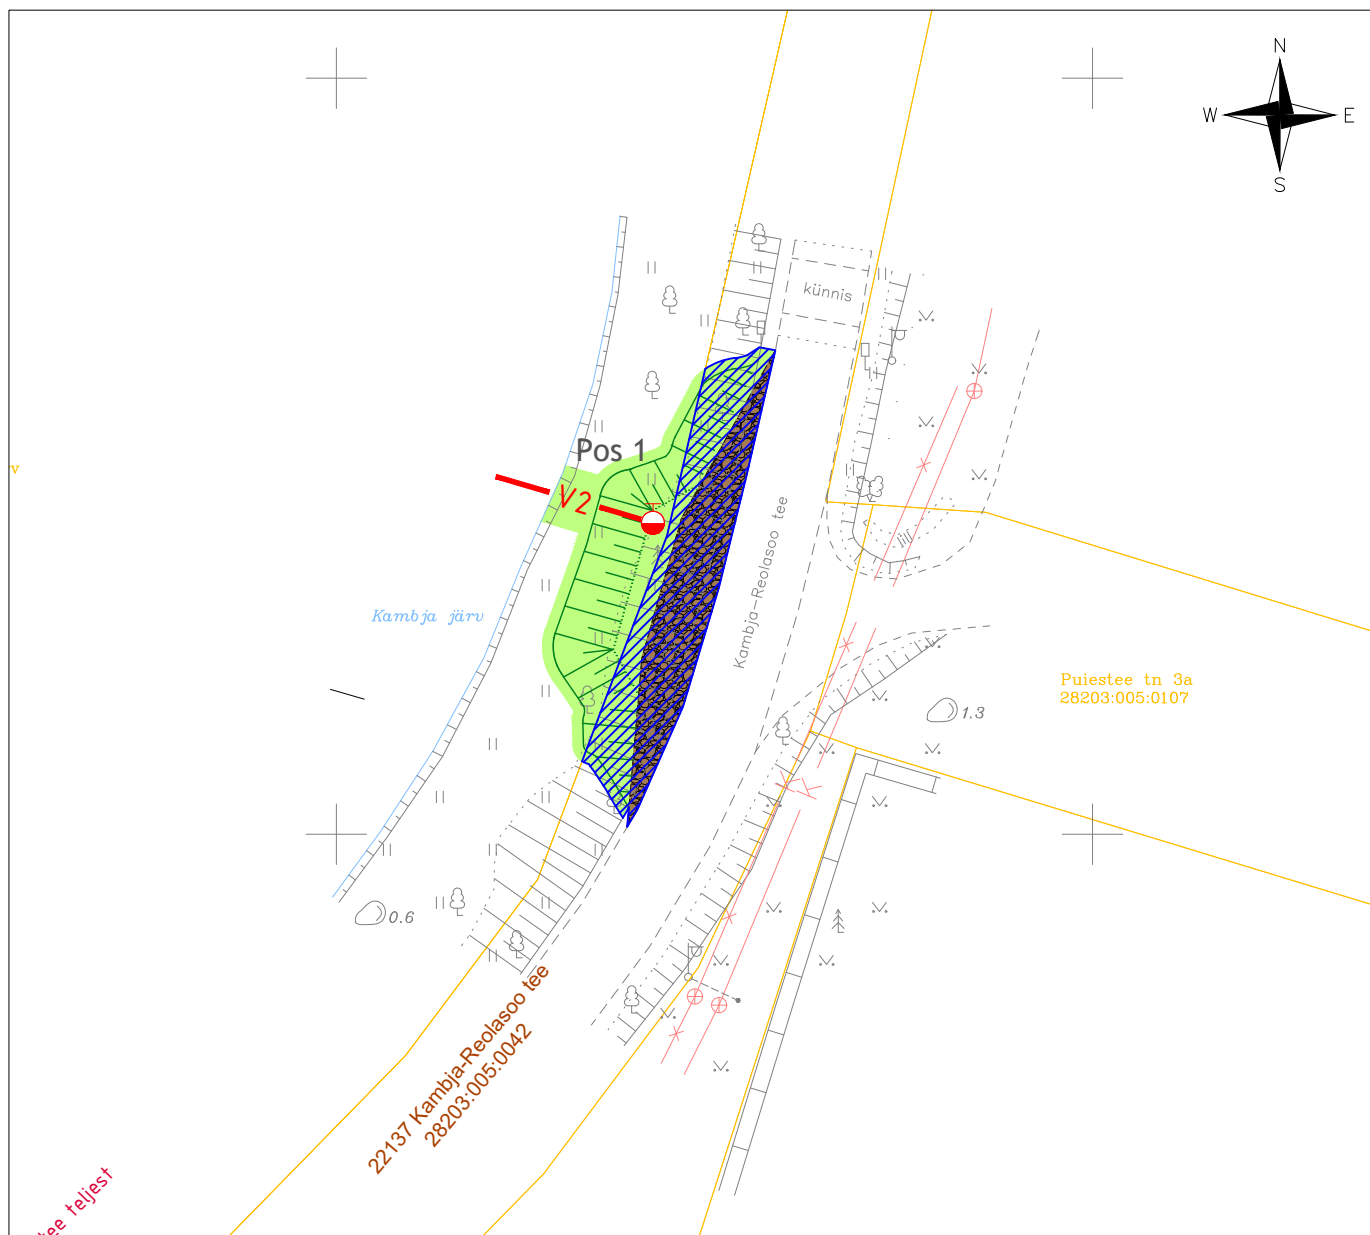 N
W E
S
künnis
v
Pos 1
V2
Kambja-Reolasoo tee
Kambja järv
Puiestee tn 3a
28203:005:0107
1.3
0.6
22137 Kambja-Reolasoo tee
28203:005:0042
tee teljest